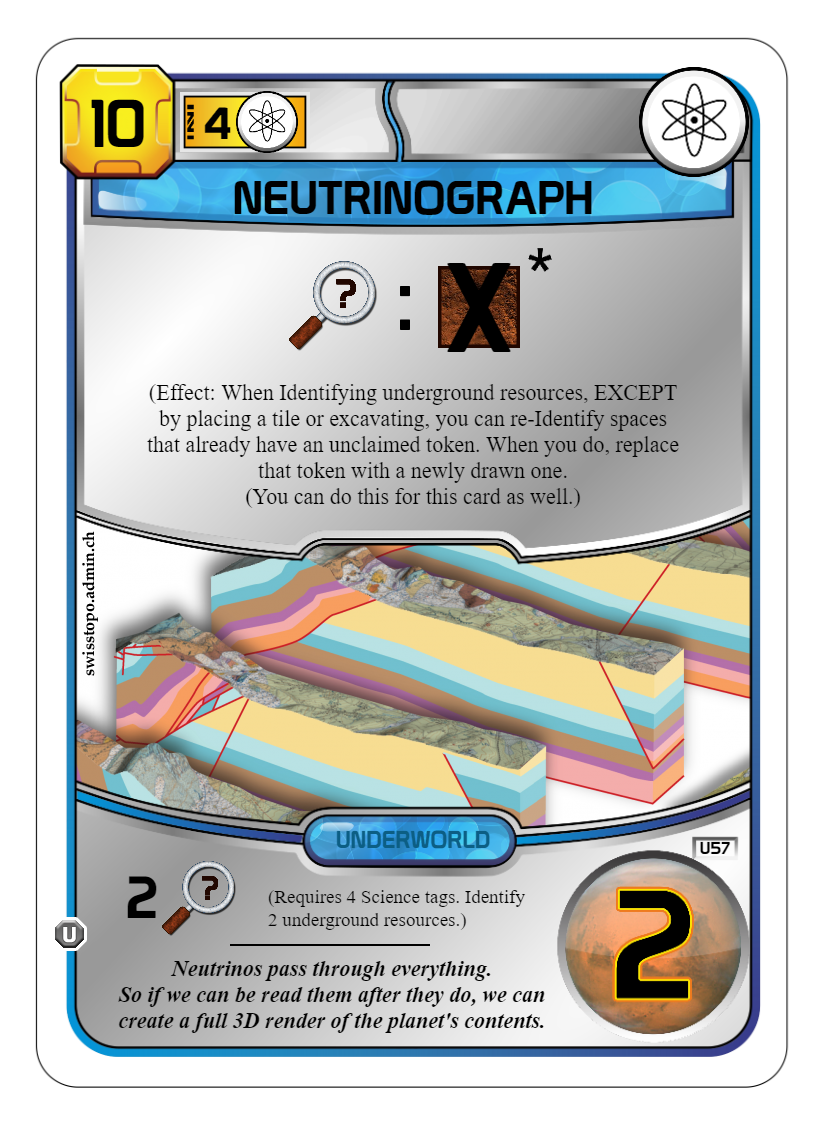 10
4
NEUTRINOGRAPH
? : X *
(Effect: When Identifying underground resources, EXCEPT
by placing a tile or excavating, you can re-Identify spaces
that already have an unclaimed token. When you do, replace
that token with a newly drawn one.
(You can do this for this card as well.)
swisstopo.admin.ch
UNDERWORLD
U57
2 ?
(Requires 4 Science tags. Identify
2 underground resources.)
2
U
Neutrinos pass through everything.
So if we can be read them after they do, we can
create a full 3D render of the planet's contents.